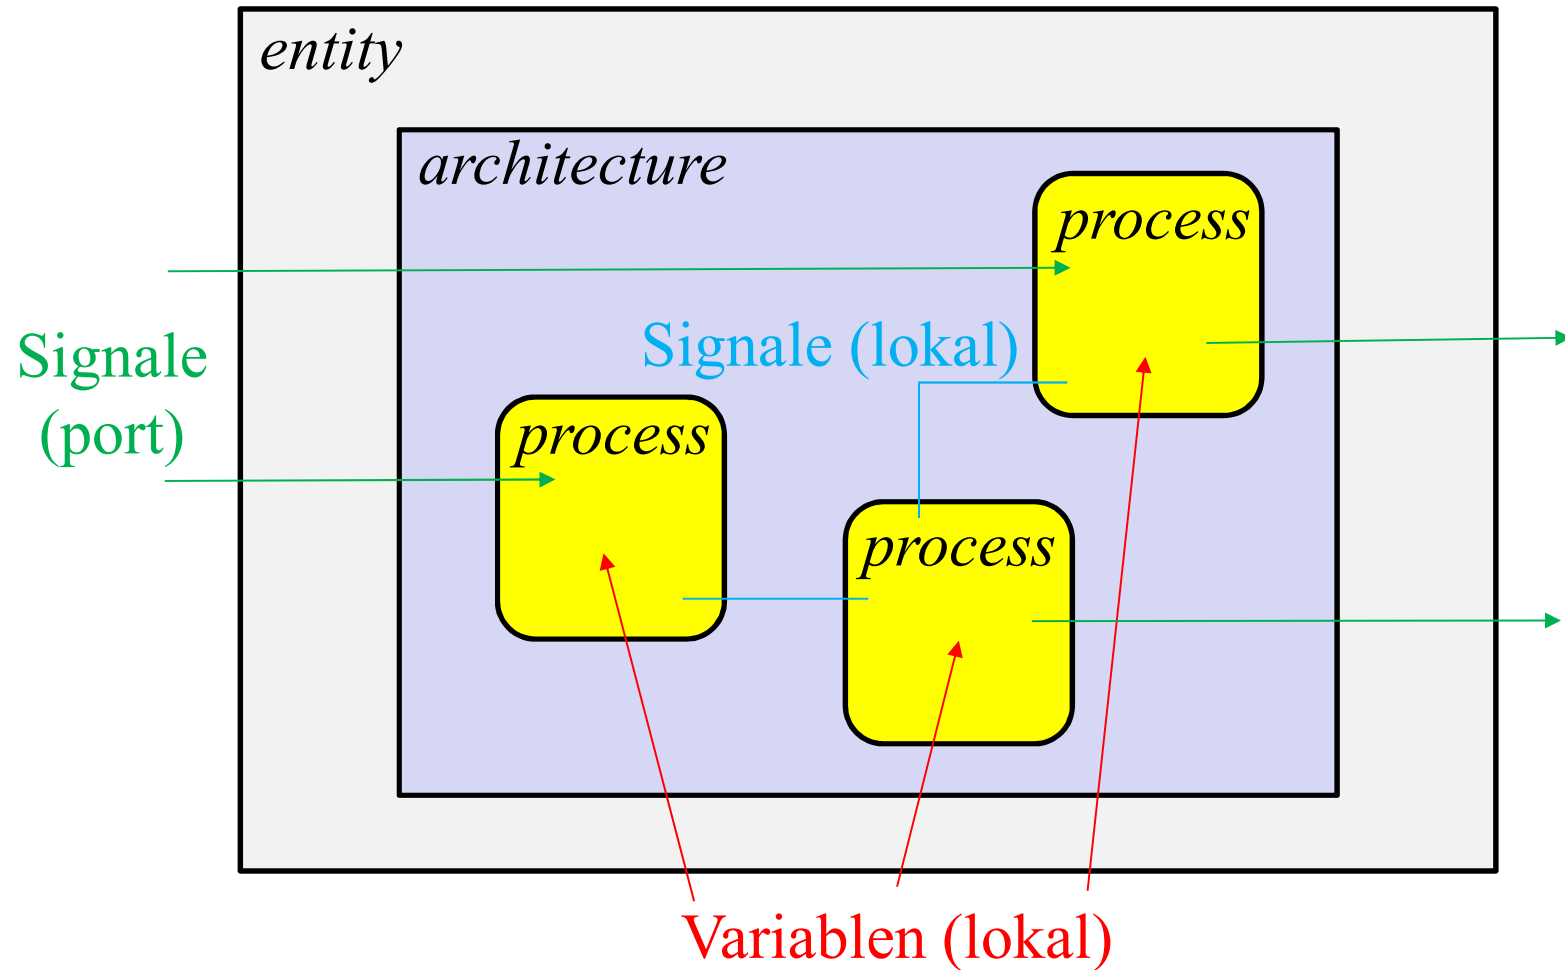 entity
architecture
process
Signale (lokal)
Signale
(port)
process
process
Variablen (lokal)